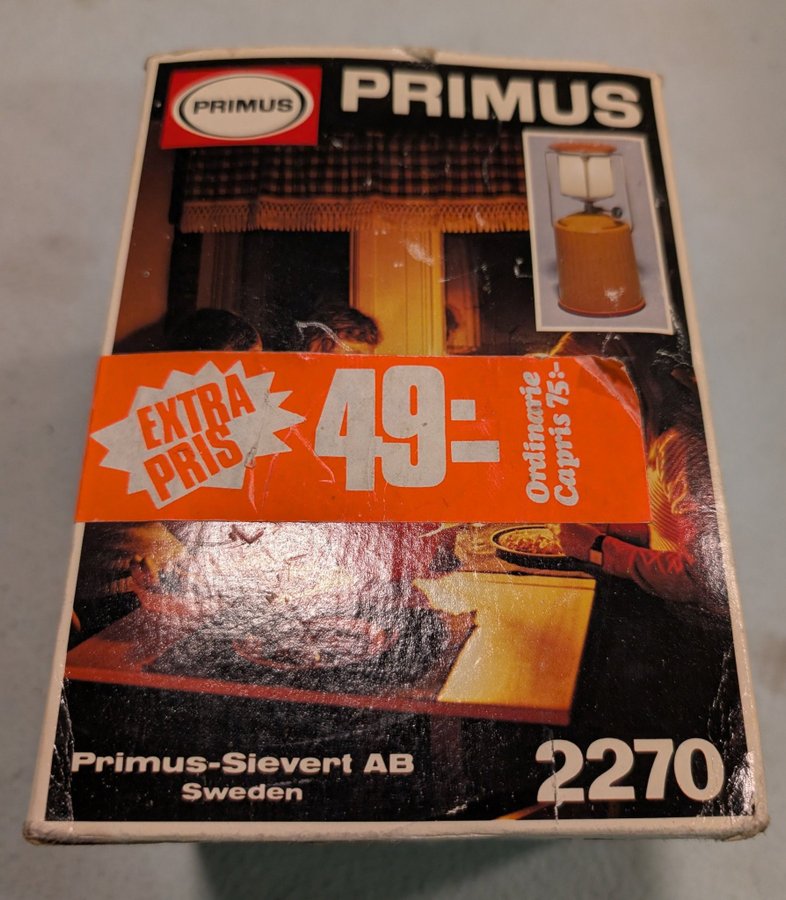 PRIMUS
PRIMUS
EXTRA
PRIS
49:-
Ordinarie
Capris 75:-
Primus-Sievert AB
Sweden
2270